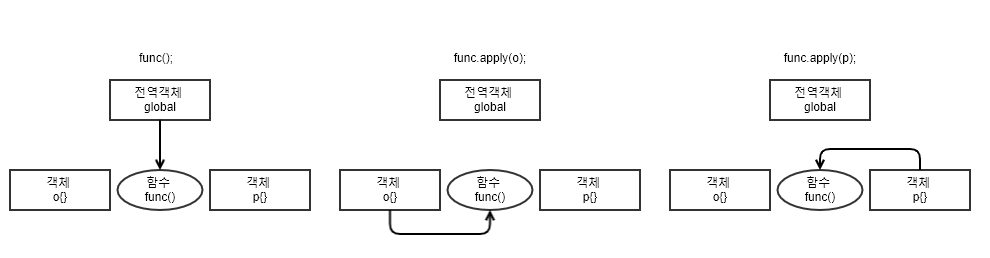 func();
전역객체
global
객체
o{}
함수
func()
객체
p{}
func.apply(o);
전역객체
global
객체
o{}
함수
func()
객체
p{}
func.apply(p);
전역객체
global
객체
o{}
함수
func()
객체
p{}